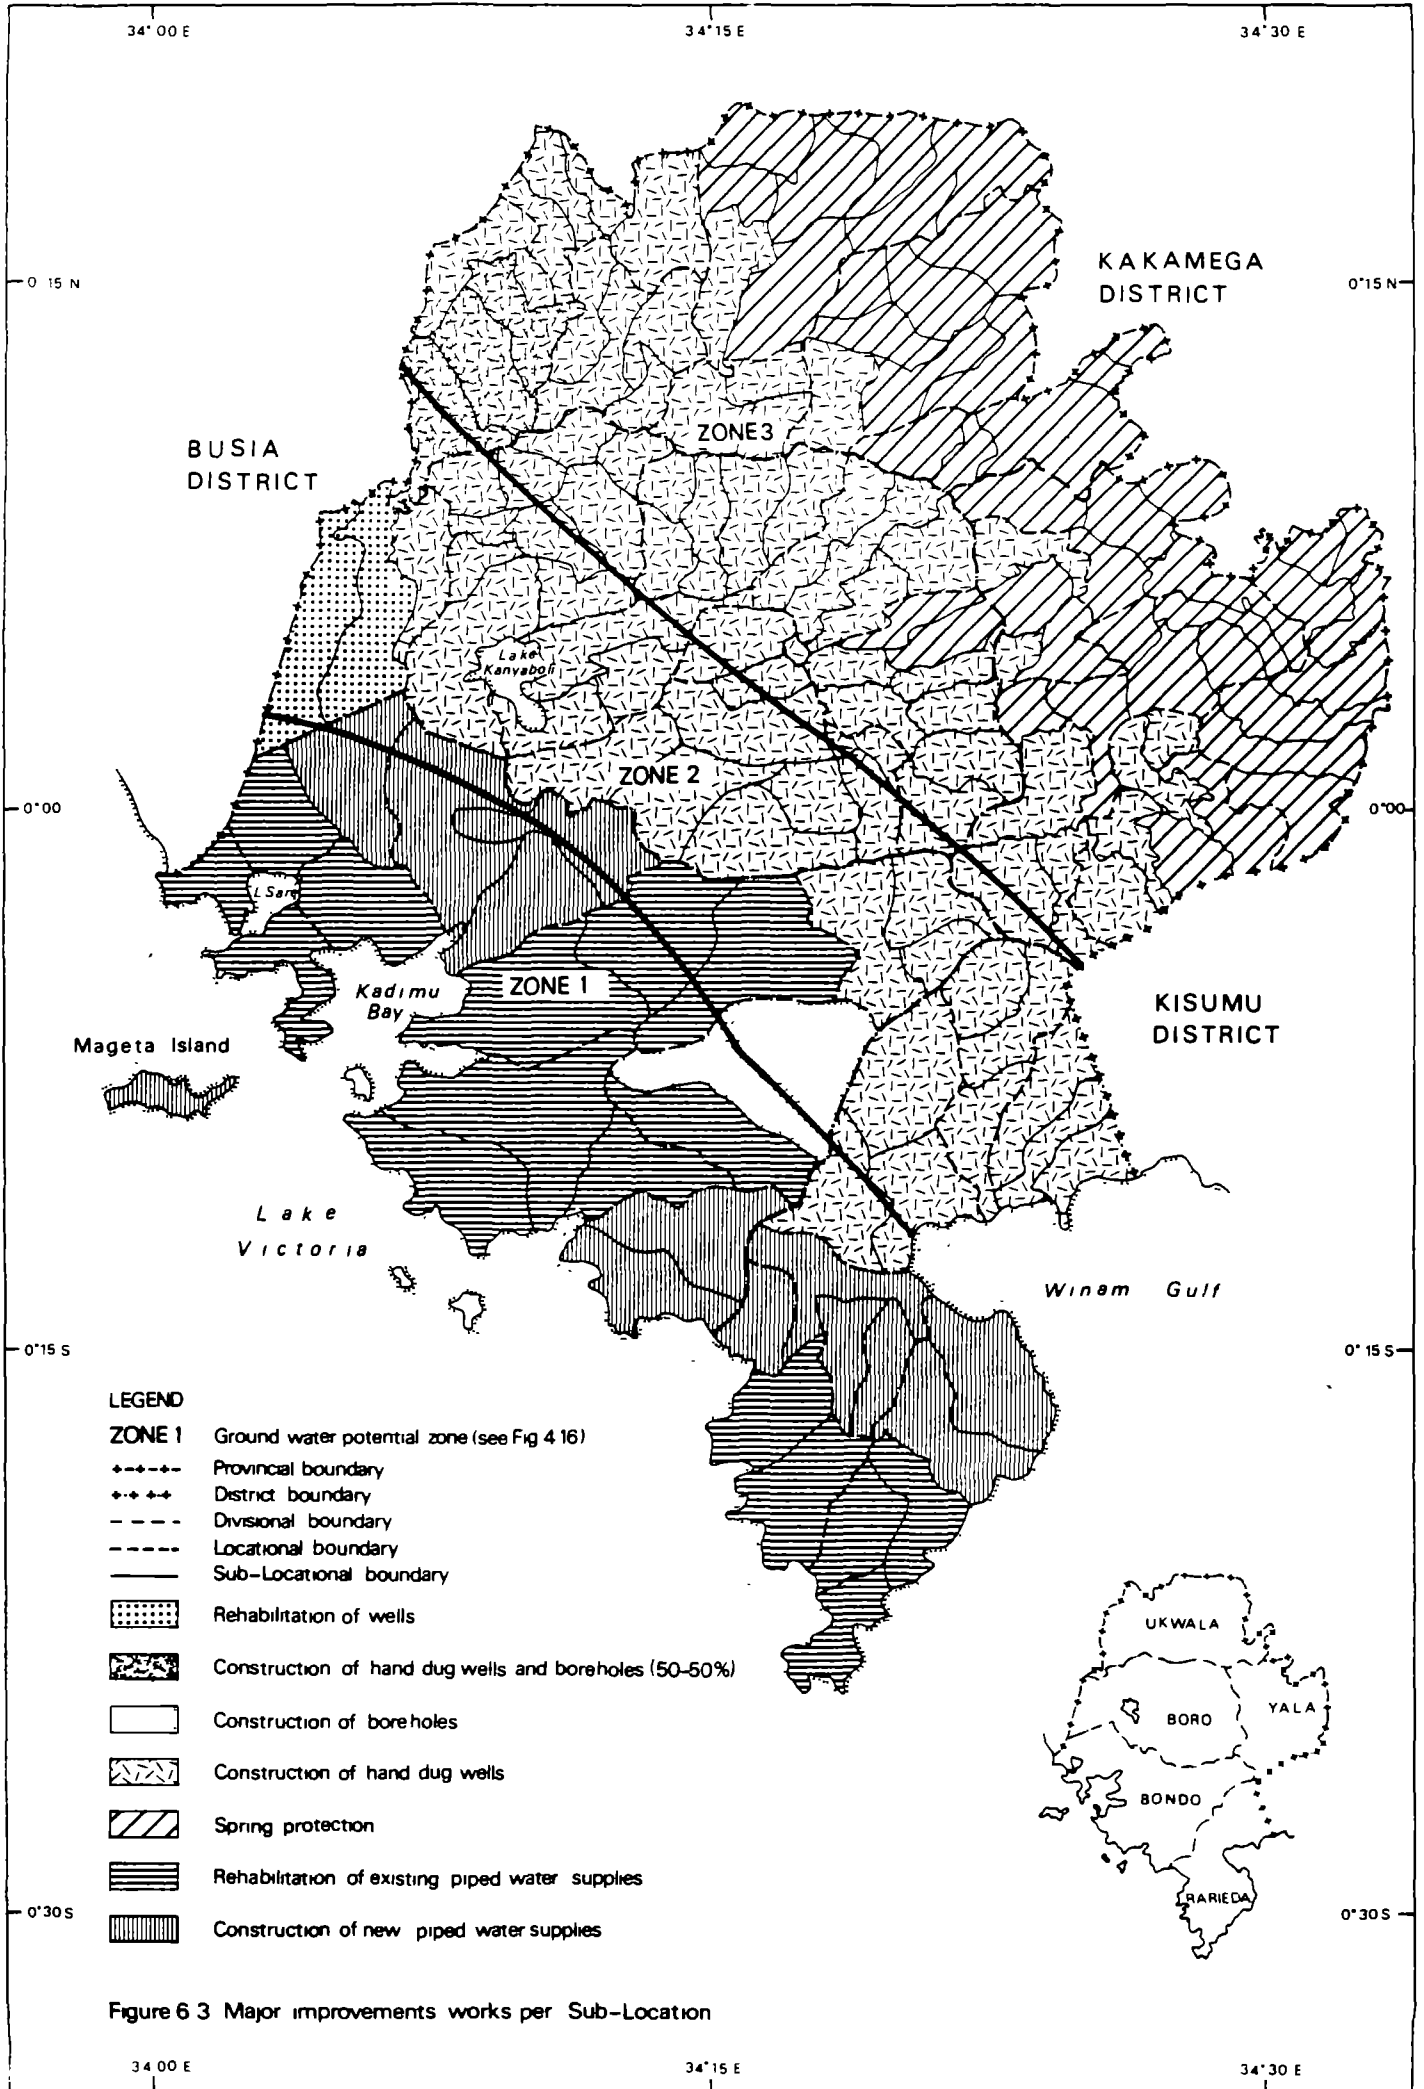 34°00 E
34°15 E
34°30 E
KAKAMEGA
DISTRICT
0 15 N
0°15 N
BUSIA
DISTRICT
ZONE 3
Lake
Kanyaboli
ZONE 2
0°00
0°00
L Sare
Kadimu
Bay
ZONE 1
KISUMU
DISTRICT
Mageta Island
Lake
Victoria
Winam Gulf
0°15 S
0°15 S
LEGEND
ZONE 1 Ground water potential zone (see Fig 4 16)
Provincial boundary
District boundary
Divisional boundary
Locational boundary
Sub-Locational boundary
Rehabilitation of wells
Construction of hand dug wells and boreholes (50-50%)
Construction of boreholes
Construction of hand dug wells
Spring protection
Rehabilitation of existing piped water supplies
Construction of new piped water supplies
UKWALA
YALA
BORO
BONDO
RARIEDA
0°30 S
0°30 S
Figure 6 3 Major improvements works per Sub-Location
34 00 E
34°15 E
34°30 E